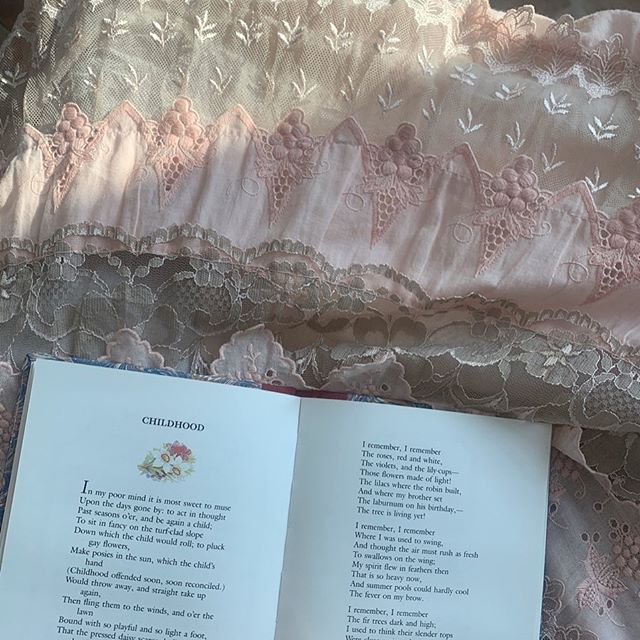 CHILDHOOD
In my poor mind it is most sweet to muse
Upon the days gone by: to act in thought
Past seasons o'er, and be again a child;
To sit in fancy on the turf-clad slope
Down which the child would roll; to pluck
gay flowers,
Make posies in the sun, which the child's
hand
(Childhood offended soon, soon reconciled.)
Would throw away, and straight take up
again,
Then fling them to the winds, and o'er the
lawn
Bound with so playful and so light a foot,
That the pressed daisy
I remember, I remember
The roses, red and white,
The violets, and the lily-cups—
Those flowers made of light!
The lilacs where the robin built,
And where my brother set
The laburnum on his birthday,—
The tree is living yet!
I remember, I remember
Where I was used to swing,
And thought the air must rush as fresh
To swallows on the wing;
My spirit flew in feathers then
That is so heavy now,
And summer pools could hardly cool
The fever on my brow.
I remember, I remember
The fir trees dark and high;
I used to think their slender tops